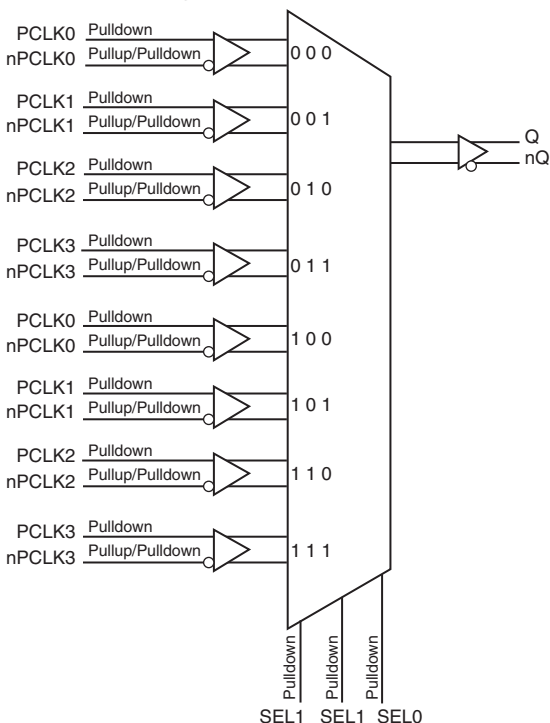 PCLK0 Pulldown
nPCLK0 Pullup/Pulldown
0 0 0
PCLK1 Pulldown
nPCLK1 Pullup/Pulldown
0 0 1
Q
nQ
PCLK2 Pulldown
nPCLK2 Pullup/Pulldown
0 1 0
PCLK3 Pulldown
nPCLK3 Pullup/Pulldown
0 1 1
PCLK0 Pulldown
nPCLK0 Pullup/Pulldown
1 0 0
PCLK1 Pulldown
nPCLK1 Pullup/Pulldown
1 0 1
PCLK2 Pulldown
nPCLK2 Pullup/Pulldown
1 1 0
PCLK3 Pulldown
nPCLK3 Pullup/Pulldown
1 1 1
Pulldown Pulldown Pulldown
SEL1 SEL1 SEL0